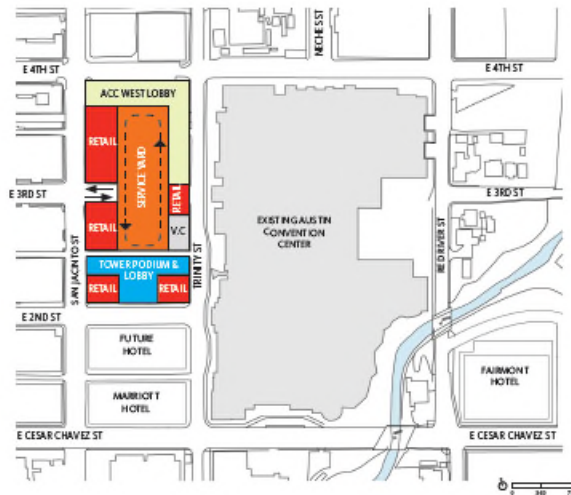 NECHES ST
E 4TH ST
E 4TH ST
ACC WEST LOBBY
RETAIL
SERVICE YARD
E 3RD ST
RETAIL
E 3RD ST
RETAIL
V.C
EXISTING AUSTIN
CONVENTION
CENTER
SAN JACINTO ST
TRINITY ST
RED RIVER ST
TOWER PODIUM &
LOBBY
RETAIL
RETAIL
E 2ND ST
FUTURE
HOTEL
MARRIOTT
HOTEL
FAIRMONT
HOTEL
E CESAR CHAVEZ ST
E CESAR CHAVEZ ST
0